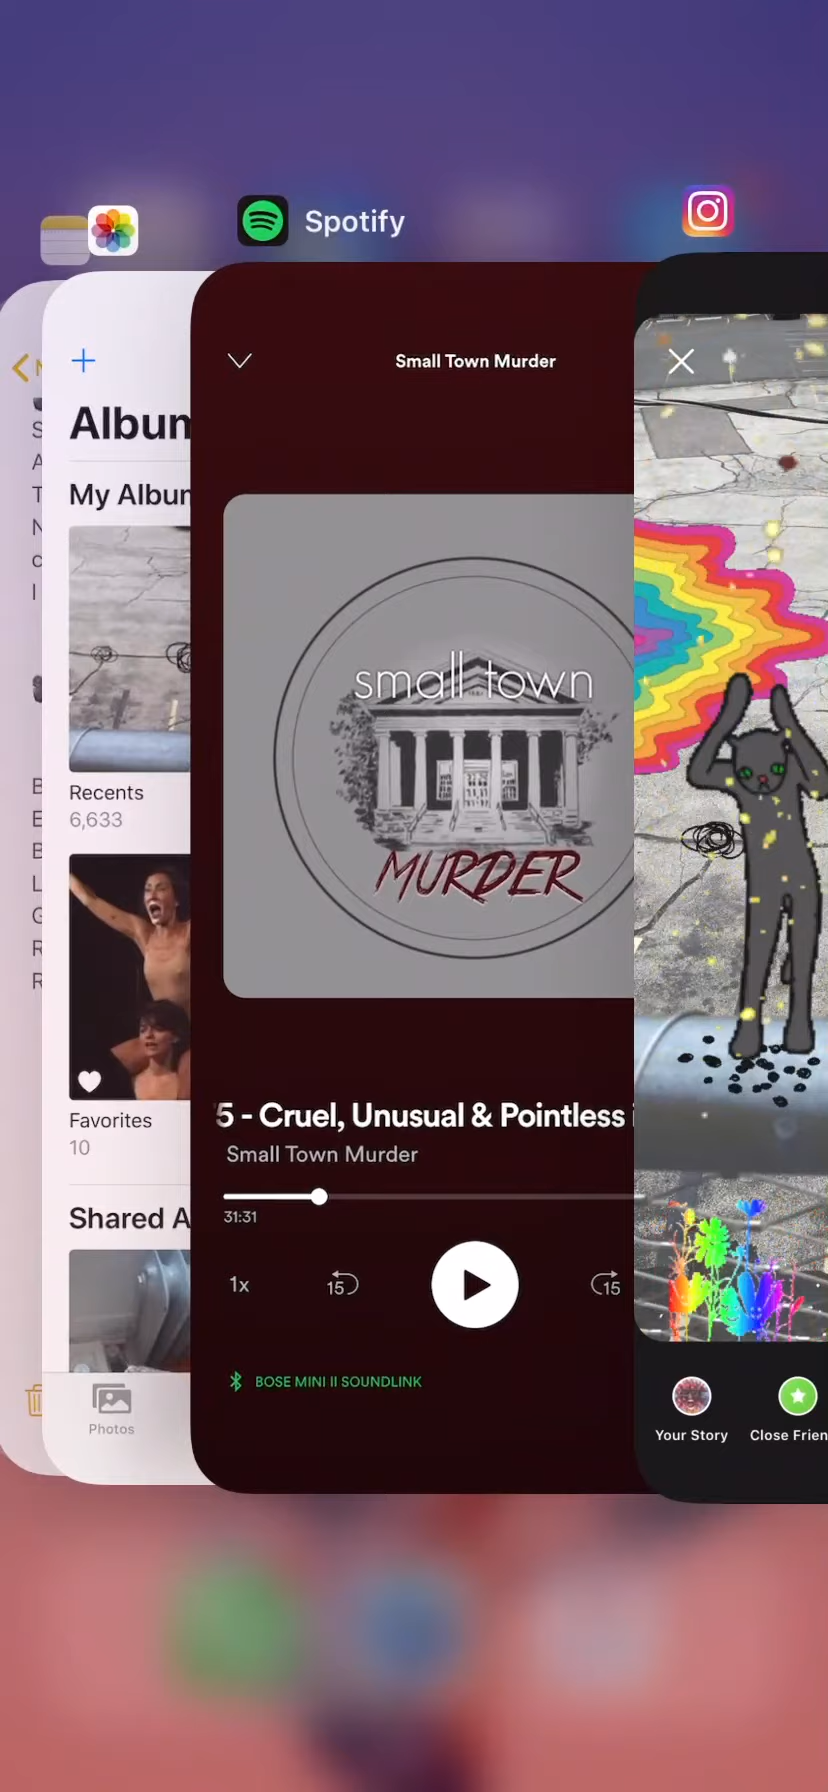 Spotify
N
S
A
T
N
c
I
B
E
B
L
G
R
R
Album
My Album
Recents
6,633
Favorites
10
Shared A
Photos
Small Town Murder
small town
MURDER
5 - Cruel, Unusual & Pointless i
Small Town Murder
31:31
1x
15
15
BOSE MINI II SOUNDLINK
Your Story
Close Frien